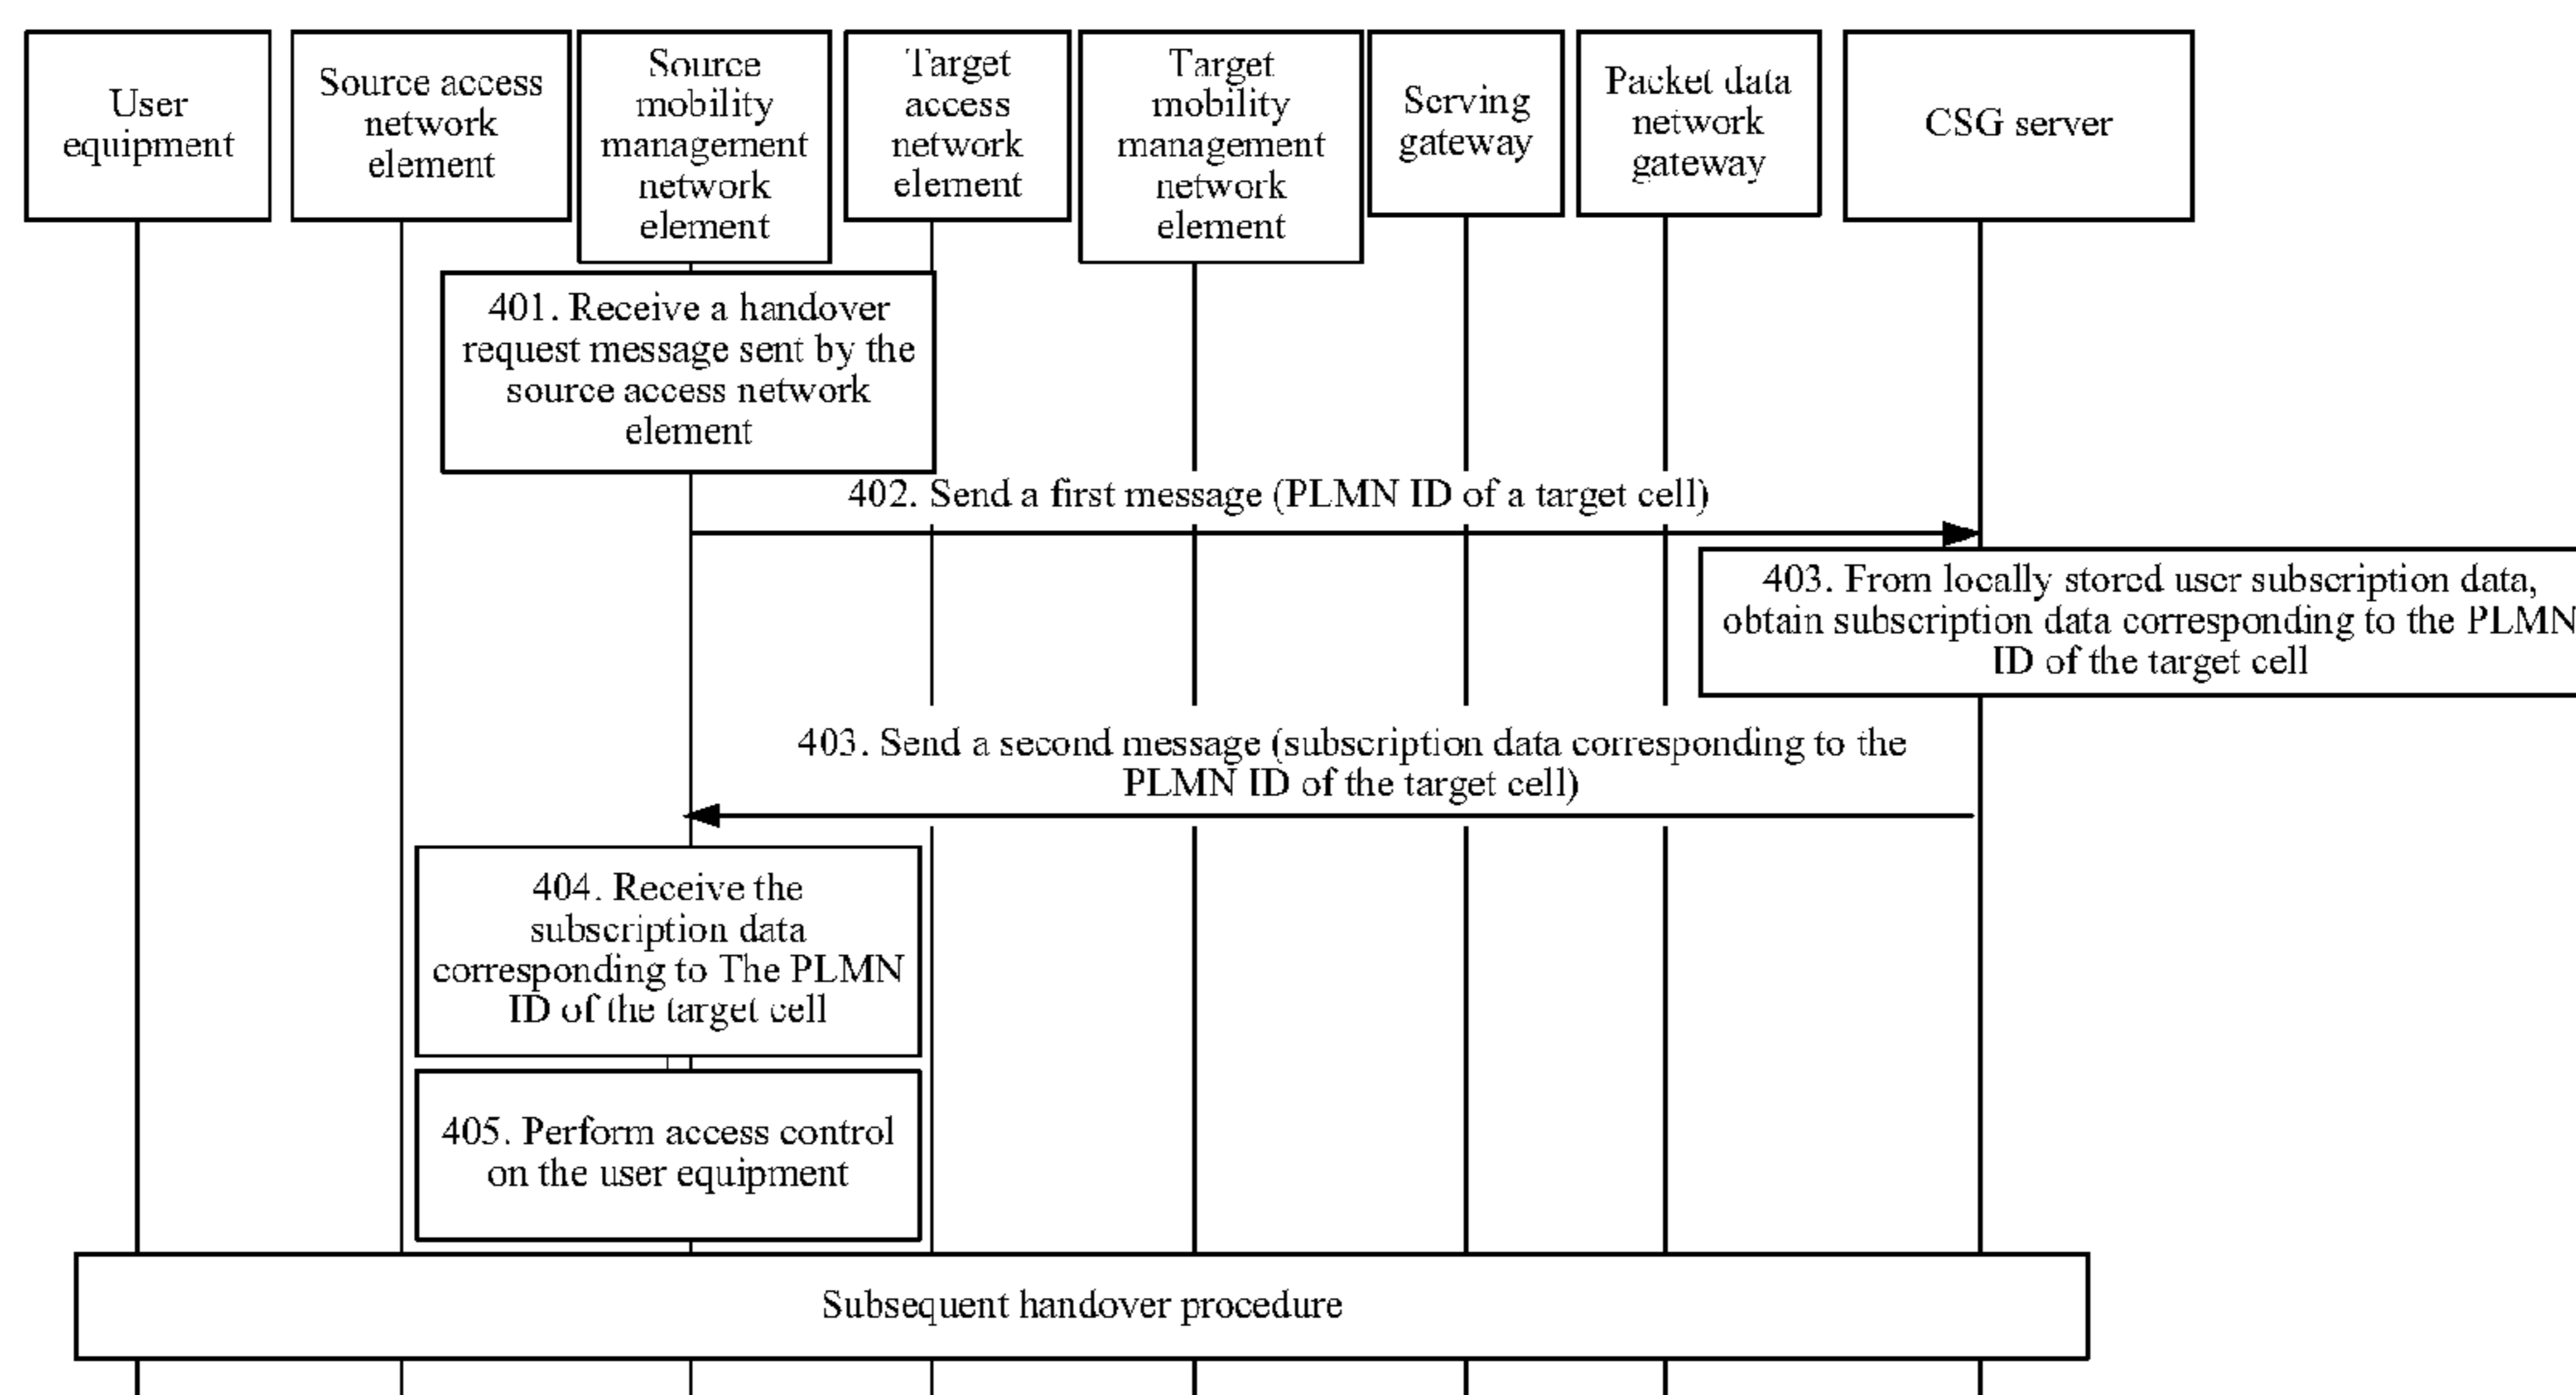 User
equipment
Source access
network
element
Source
mobility
management
network
element
Target
access
network
element
Target
mobility
management
network
element
Serving
gateway
Packet data
network
gateway
CSG server
401. Receive a handover
request message sent by the
source access network
element
402. Send a first message (PLMN ID of a target cell)
403. From locally stored user subscription data,
obtain subscription data corresponding to the PLMN
ID of the target cell
403. Send a second message (subscription data corresponding to the
PLMN ID of the target cell)
404. Receive the
subscription data
corresponding to The PLMN
ID of the target cell
405. Perform access control
on the user equipment
Subsequent handover procedure